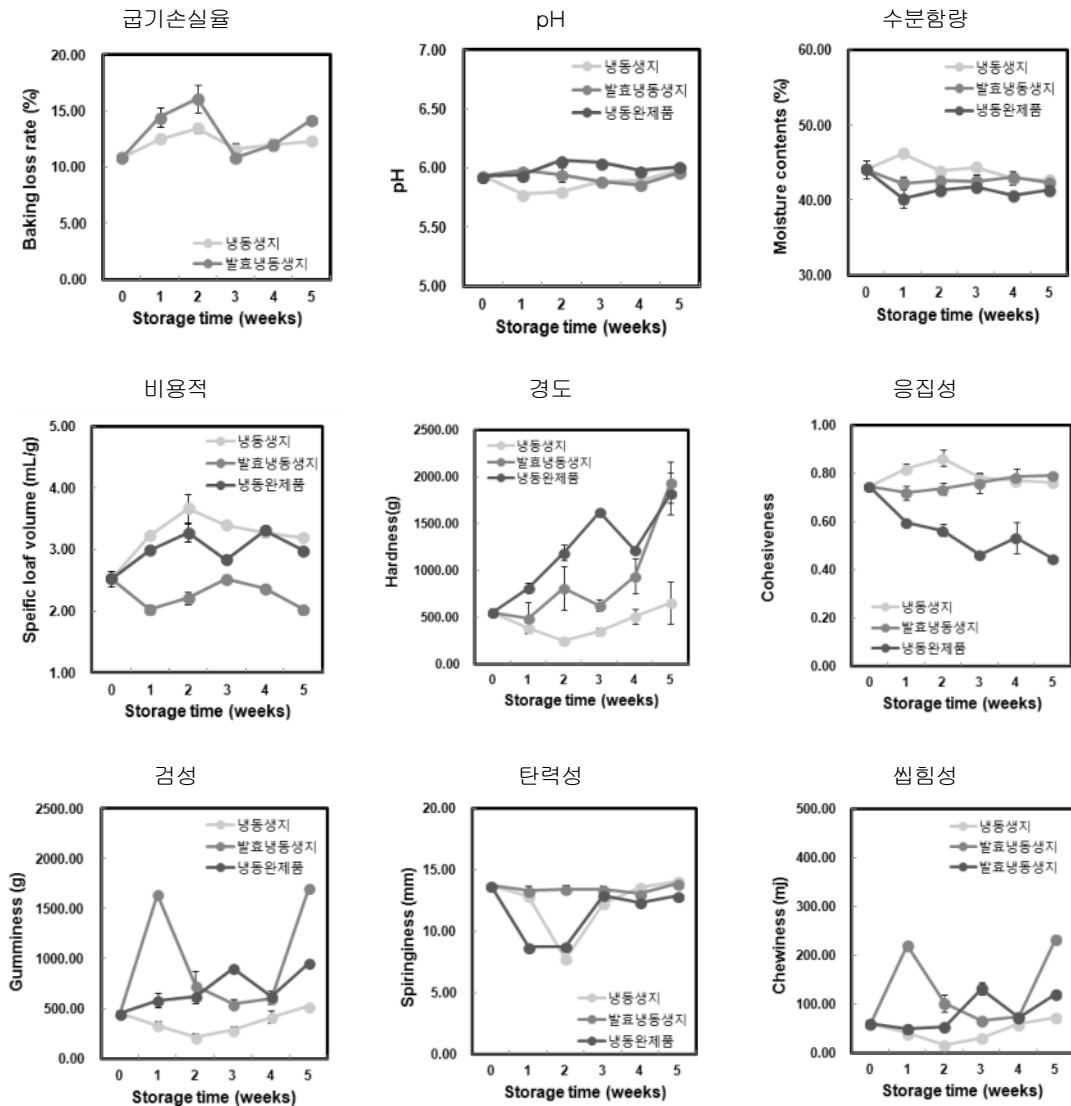 굽기손실율
20.00
15.00
10.00
5.00
0.00
Baking loss rate (%)
냉동생지
발효냉동생지
0 1 2 3 4 5
Storage time (weeks)
pH
7.00
6.50
6.00
5.50
5.00
pH
냉동생지
발효냉동생지
냉동완제품
0 1 2 3 4 5
Storage time (weeks)
수분함량
60.00
50.00
40.00
30.00
Moisture contents (%)
냉동생지
발효냉동생지
냉동완제품
0 1 2 3 4 5
Storage time (weeks)
비용적
5.00
4.00
3.00
2.00
1.00
Speific loaf volume (mL/g)
냉동생지
발효냉동생지
냉동완제품
0 1 2 3 4 5
Storage time (weeks)
경도
2500.00
2000.00
1500.00
1000.00
500.00
0.00
Hardness(g)
냉동생지
발효냉동생지
냉동완제품
0 1 2 3 4 5
Storage time (weeks)
응집성
1.00
0.80
0.60
0.40
0.20
0.00
Cohesiveness
냉동생지
발효냉동생지
냉동완제품
0 1 2 3 4 5
Storage time (weeks)
검성
2500.00
2000.00
1500.00
1000.00
500.00
0.00
Gumminess (g)
냉동생지
발효냉동생지
냉동완제품
0 1 2 3 4 5
Storage time (weeks)
탄력성
20.00
15.00
10.00
5.00
0.00
Spiringiness (mm)
냉동생지
발효냉동생지
냉동완제품
0 1 2 3 4 5
Storage time (weeks)
씹힘성
500.00
400.00
300.00
200.00
100.00
0.00
Chewiness (mj)
냉동생지
발효냉동생지
발효냉동생지
0 1 2 3 4 5
Storage time (weeks)